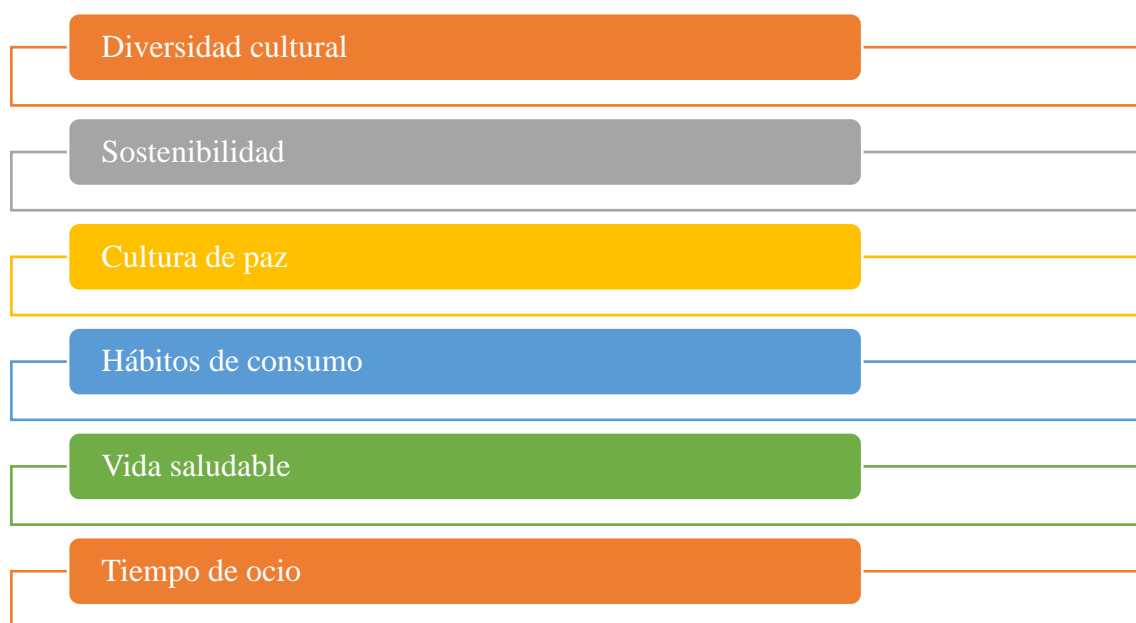 Diversidad cultural
Sostenibilidad
Cultura de paz
Hábitos de consumo
Vida saludable
Tiempo de ocio